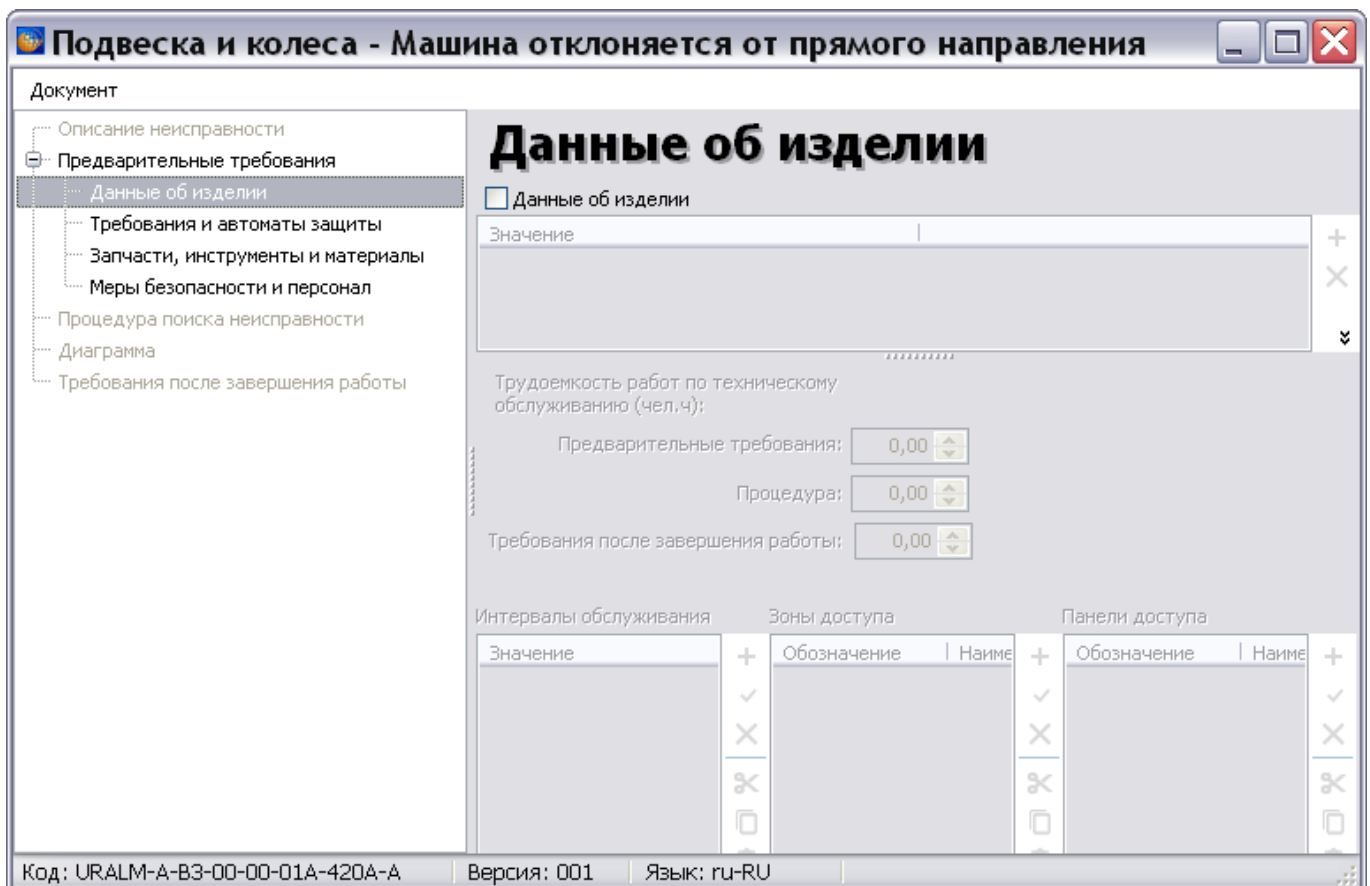 Подвеска и колеса - Машина отклоняется от прямого направления
Документ
Описание неисправности
Предварительные требования
Данные об изделии
Требования и автоматы защиты
Запчасти, инструменты и материалы
Меры безопасности и персонал
Процедура поиска неисправности
Диаграмма
Требования после завершения работы
Данные об изделии
Данные об изделии
Значение
Трудоемкость работ по техническому
обслуживанию (чел.ч):
Предварительные требования: 0,00
Процедура: 0,00
Требования после завершения работы: 0,00
Интервалы обслуживания Зоны доступа Панели доступа
Значение Обозначение Наиме Обозначение Наиме
Код: URALM-A-B3-00-00-01A-420A-A Версия: 001 Язык: ru-RU